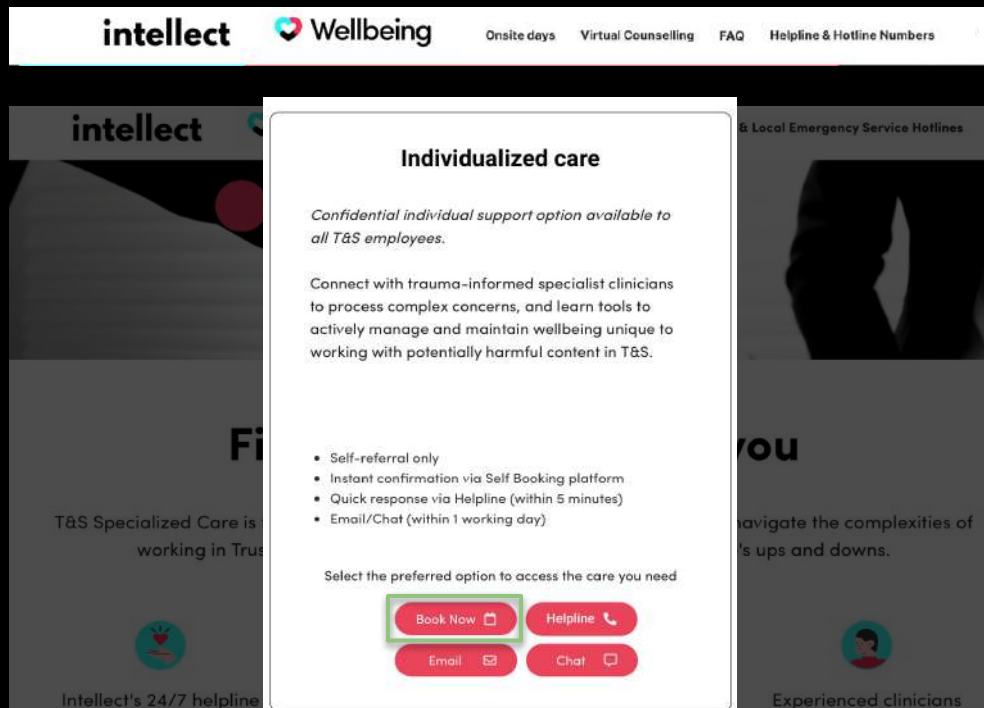 intellect Wellbeing Onsite days Virtual Counselling FAQ Helpline & Hotline Numbers
intellect & Local Emergency Service Hotlines
Individualized care
Confidential individual support option available to
all T&S employees.
Connect with trauma-informed specialist clinicians
to process complex concerns, and learn tools to
actively manage and maintain wellbeing unique to
working with potentially harmful content in T&S.
Fi you
• Self-referral only
• Instant confirmation via Self Booking platform
• Quick response via Helpline (within 5 minutes)
• Email/Chat (within 1 working day)
T&S Specialized Care is navigate the complexities of
working in Trus 's ups and downs.
Select the preferred option to access the care you need
Book Now Helpline
Email Chat
Intellect's 24/7 helpline Experienced clinicians